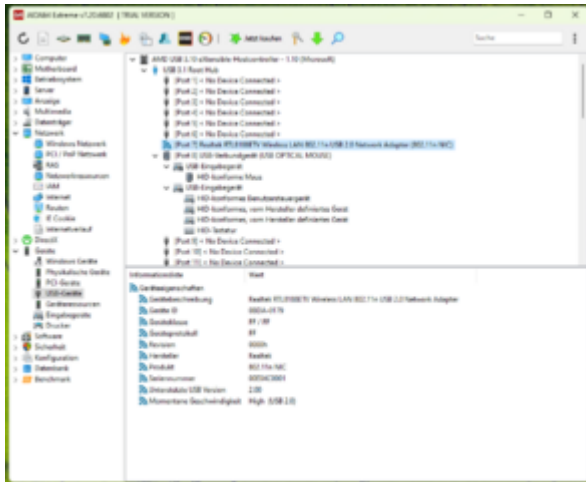 AIDA64 Extreme v7.20.6802 [TRIAL VERSION]
Jetzt kaufen
Suche
Computer
Motherboard
Betriebssystem
Server
Anzeige
Multimedia
Datenträger
Netzwerk
Windows Netzwerk
PCI / PnP Netzwerk
RAS
Netzwerkressourcen
IAM
Internet
Routen
IE Cookie
Internetverlauf
DirectX
Geräte
Windows Geräte
Physikalische Geräte
PCI-Geräte
USB-Geräte
Geräteressourcen
Eingabegeräte
Drucker
Software
Sicherheit
Konfiguration
Datenbank
Benchmark
AMD USB 3.10 eXtensible Hostcontroller - 1.10 (Microsoft)
USB 3.1 Root Hub
[Port 1] < No Device Connected >
[Port 2] < No Device Connected >
[Port 3] < No Device Connected >
[Port 4] < No Device Connected >
[Port 5] < No Device Connected >
[Port 6] < No Device Connected >
[Port 7] Realtek RTL8188ETV Wireless LAN 802.11n USB 2.0 Network Adapter (802.11n NIC)
[Port 8] USB-Verbundgerät (USB OPTICAL MOUSE)
USB-Eingabegerät
HID-konforme Maus
USB-Eingabegerät
HID-konformes Benutzersteuergerät
HID-konformes, vom Hersteller definiertes Gerät
HID-konformes, vom Hersteller definiertes Gerät
HID-Tastatur
[Port 9] < No Device Connected >
[Port 10] < No Device Connected >
[Port 11] < No Device Connected >
Informationsliste Wert
Geräteeigenschaften
Gerätebeschreibung Realtek RTL8188ETV Wireless LAN 802.11n USB 2.0 Network Adapter
Geräte ID 0BDA-0179
Geräteklasse FF / FF
Geräteprotokoll FF
Revision 0000h
Hersteller Realtek
Produkt 802.11n NIC
Seriennummer 00E04C0001
Unterstützte USB Version 2.00
Momentane Geschwindigkeit High (USB 2.0)